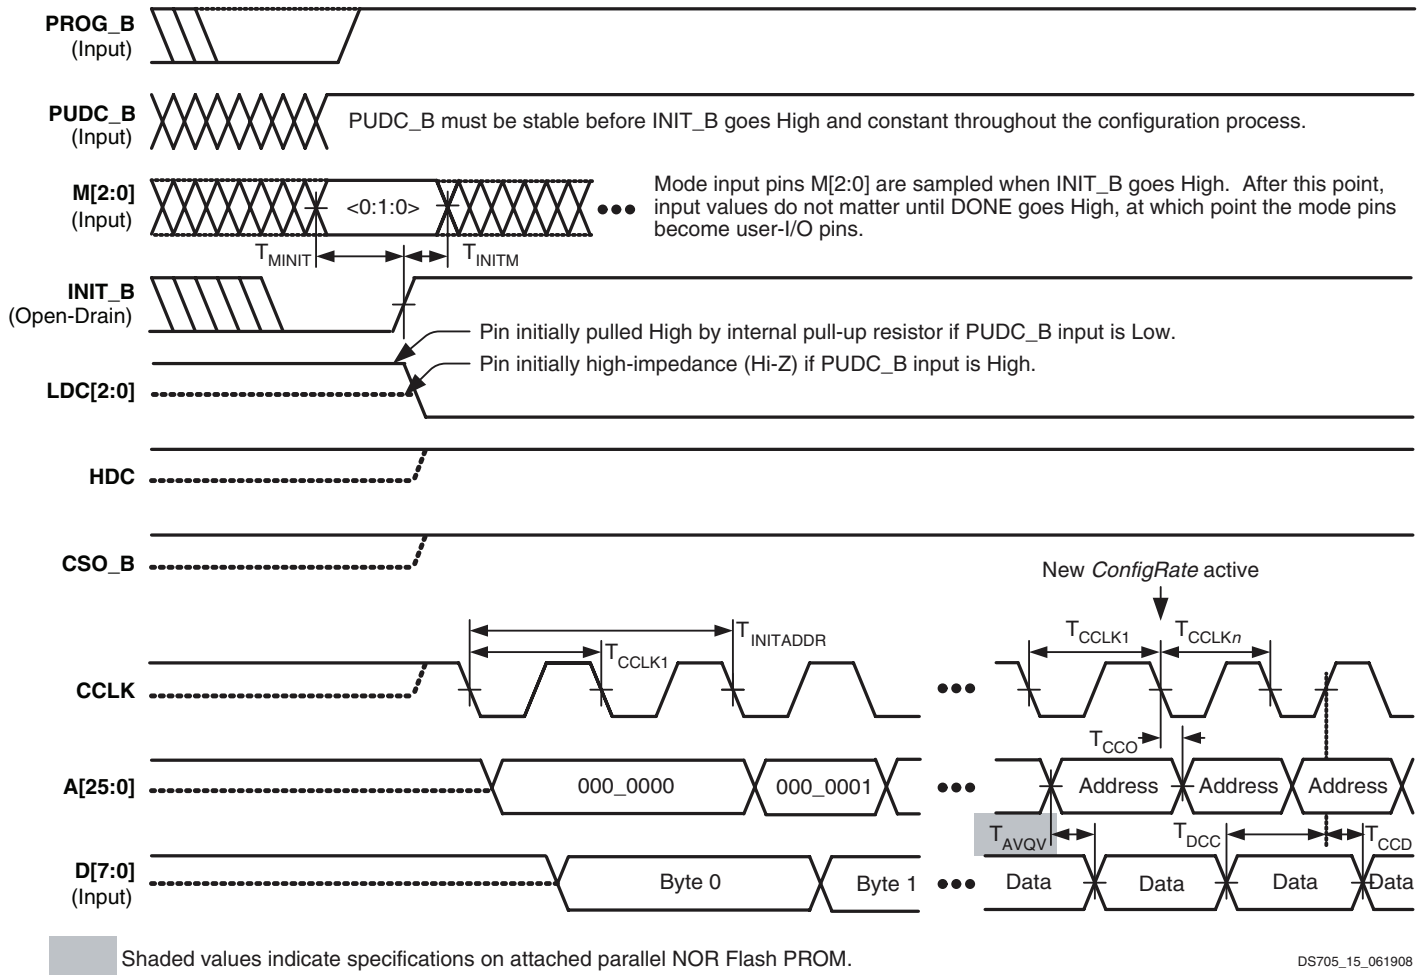 PROG_B
(Input)
PUDC_B
(Input)
PUDC_B must be stable before INIT_B goes High and constant throughout the configuration process.
M[2:0]
(Input)
<0:1:0>
Mode input pins M[2:0] are sampled when INIT_B goes High. After this point,
input values do not matter until DONE goes High, at which point the mode pins
become user-I/O pins.
TMINIT
TINITM
INIT_B
(Open-Drain)
Pin initially pulled High by internal pull-up resistor if PUDC_B input is Low.
Pin initially high-impedance (Hi-Z) if PUDC_B input is High.
LDC[2:0]
HDC
CSO_B
New ConfigRate active
TINITADDR
TCCLK1
TCCLK1
TCCLKn
CCLK
TCCO
A[25:0]
000_0000
000_0001
Address
Address
Address
TAVQV
TDCC
TCCD
D[7:0]
(Input)
Byte 0
Byte 1
Data
Data
Data
Data
Shaded values indicate specifications on attached parallel NOR Flash PROM.
DS705_15_061908